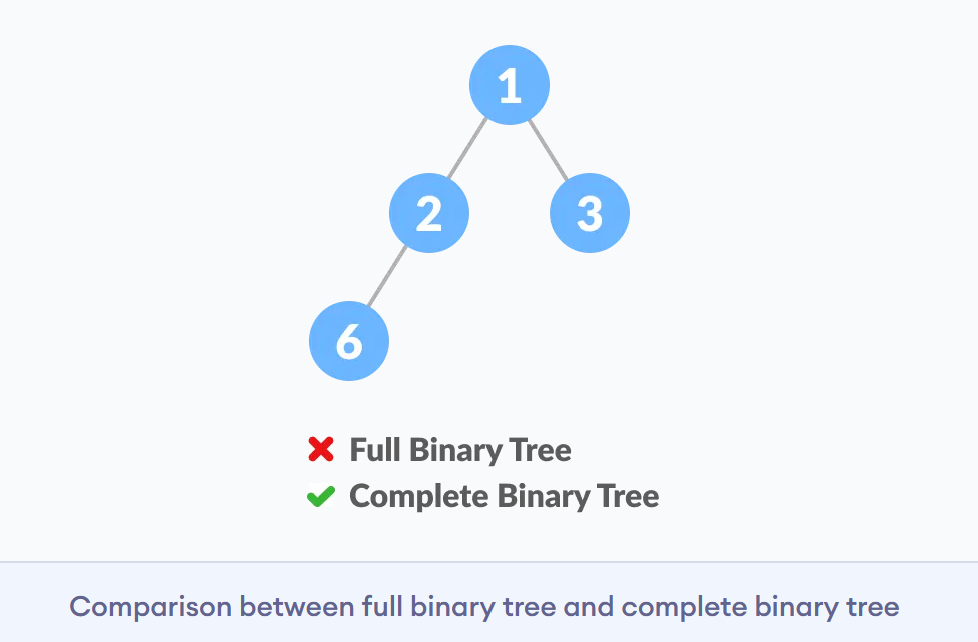 1
2
3
6
Full Binary Tree
Complete Binary Tree
Comparison between full binary tree and complete binary tree